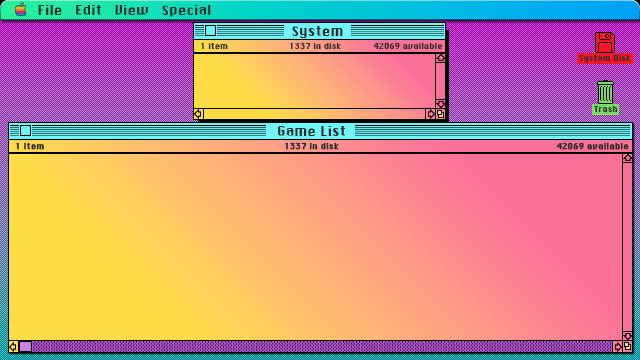 File Edit View Special
System
1 item 1337 in disk 42069 available
System Disk
Trash
Game List
1 item 1337 in disk 42069 available